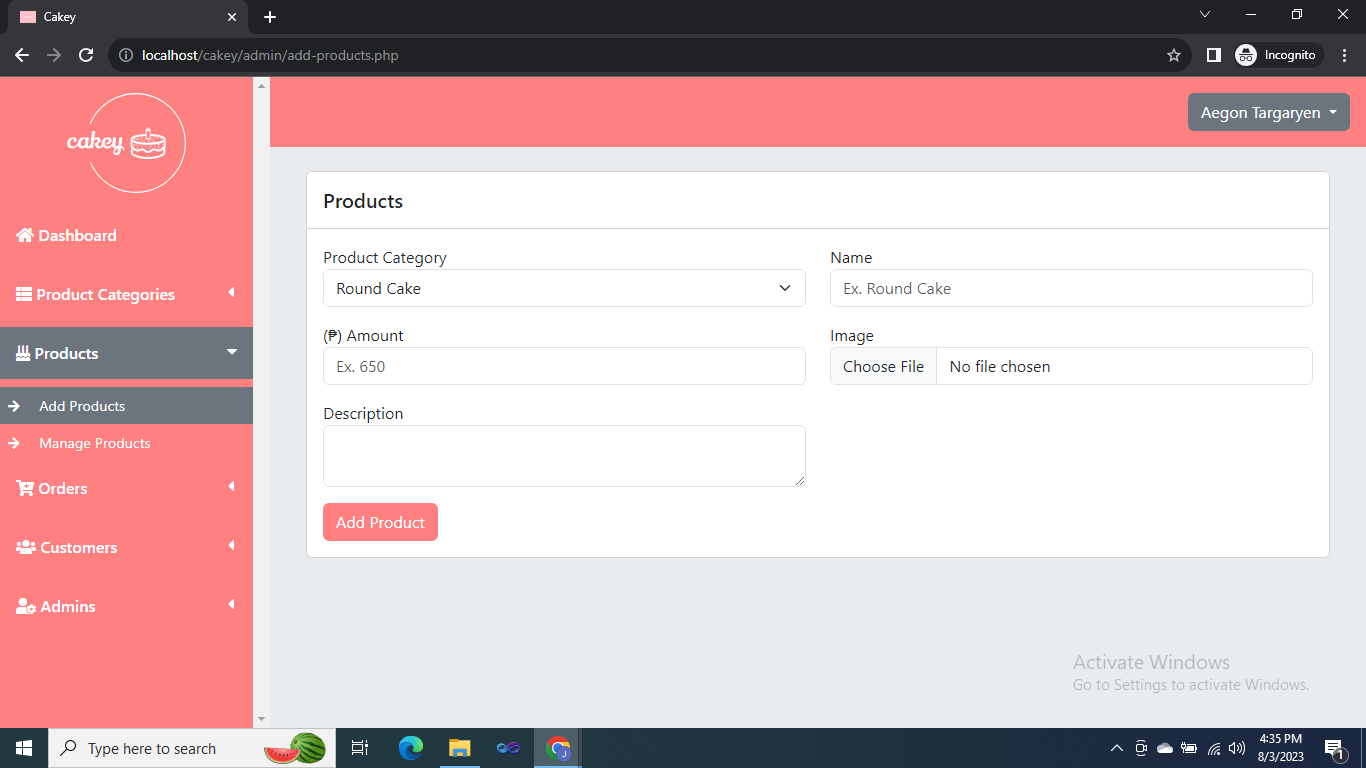 Cakey
localhost/cakey/admin/add-products.php
Incognito
cakey
Aegon Targaryen
Dashboard
Product Categories
Products
Add Products
Manage Products
Orders
Customers
Admins
Products
Product Category
Name
Round Cake
Ex. Round Cake
(₱) Amount
Image
Ex. 650
Choose File
No file chosen
Description
Add Product
Activate Windows
Go to Settings to activate Windows.
Type here to search
J
4:35 PM
8/3/2023
1